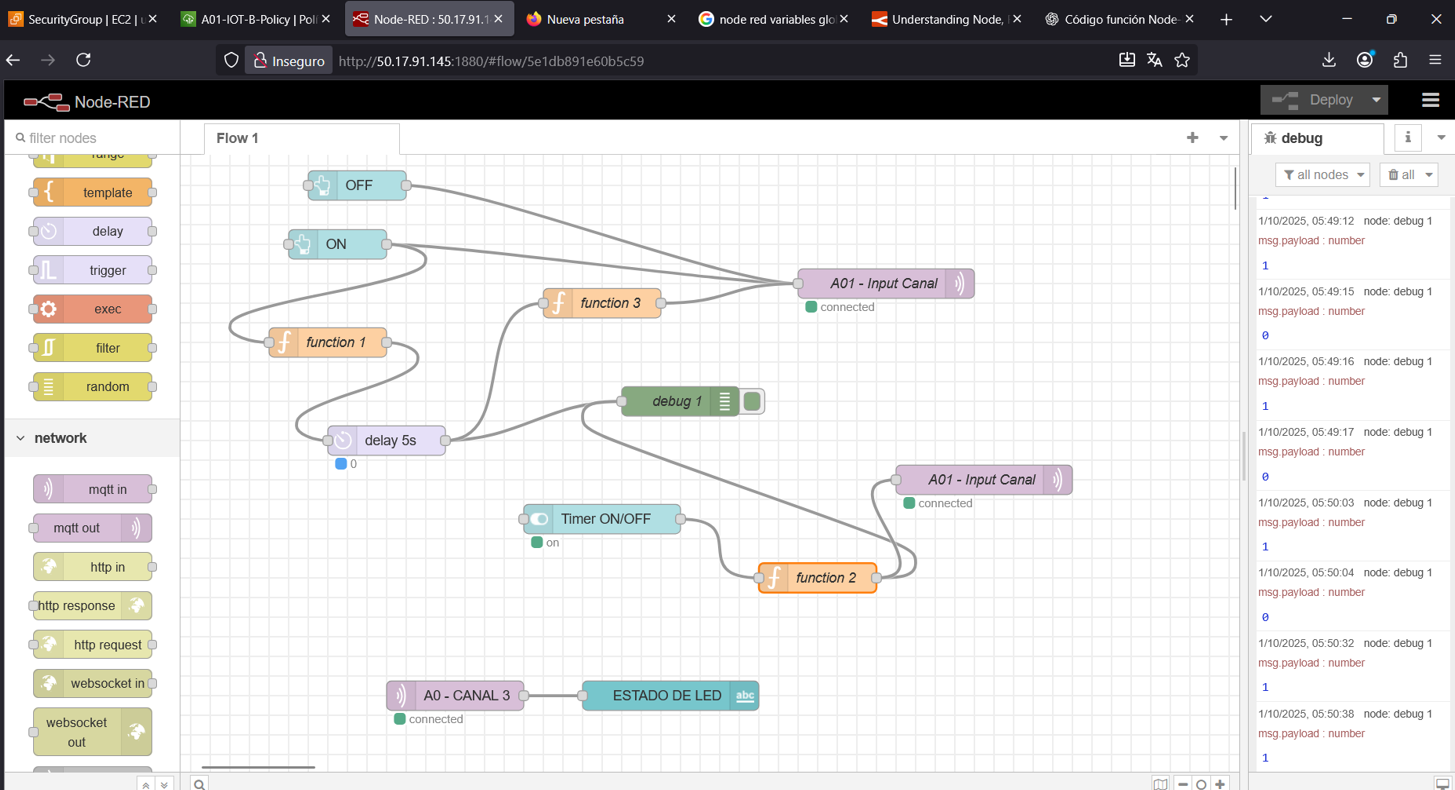 SecurityGroup | EC2 | u
A01-IOT-B-Policy | Poli
Node-RED : 50.17.91.1
Nueva pestaña
node red variables glo
Understanding Node,
Código función Node-
Inseguro
http://50.17.91.145:1880/#flow/5e1db891e60b5c59
Node-RED
Deploy
filter nodes
Flow 1
debug
i
all nodes
all
range
template
delay
trigger
exec
filter
random
network
mqtt in
mqtt out
http in
http response
http request
websocket in
websocket
out
OFF
ON
A01 - Input Canal
connected
function 3
function 1
debug 1
delay 5s
0
A01 - Input Canal
connected
Timer ON/OFF
on
function 2
A0 - CANAL 3
connected
ESTADO DE LED
abc
1
1/10/2025, 05:49:12 node: debug 1
msg.payload : number
1
1/10/2025, 05:49:15 node: debug 1
msg.payload : number
0
1/10/2025, 05:49:16 node: debug 1
msg.payload : number
1
1/10/2025, 05:49:17 node: debug 1
msg.payload : number
0
1/10/2025, 05:50:03 node: debug 1
msg.payload : number
1
1/10/2025, 05:50:04 node: debug 1
msg.payload : number
0
1/10/2025, 05:50:32 node: debug 1
msg.payload : number
1
1/10/2025, 05:50:38 node: debug 1
msg.payload : number
1